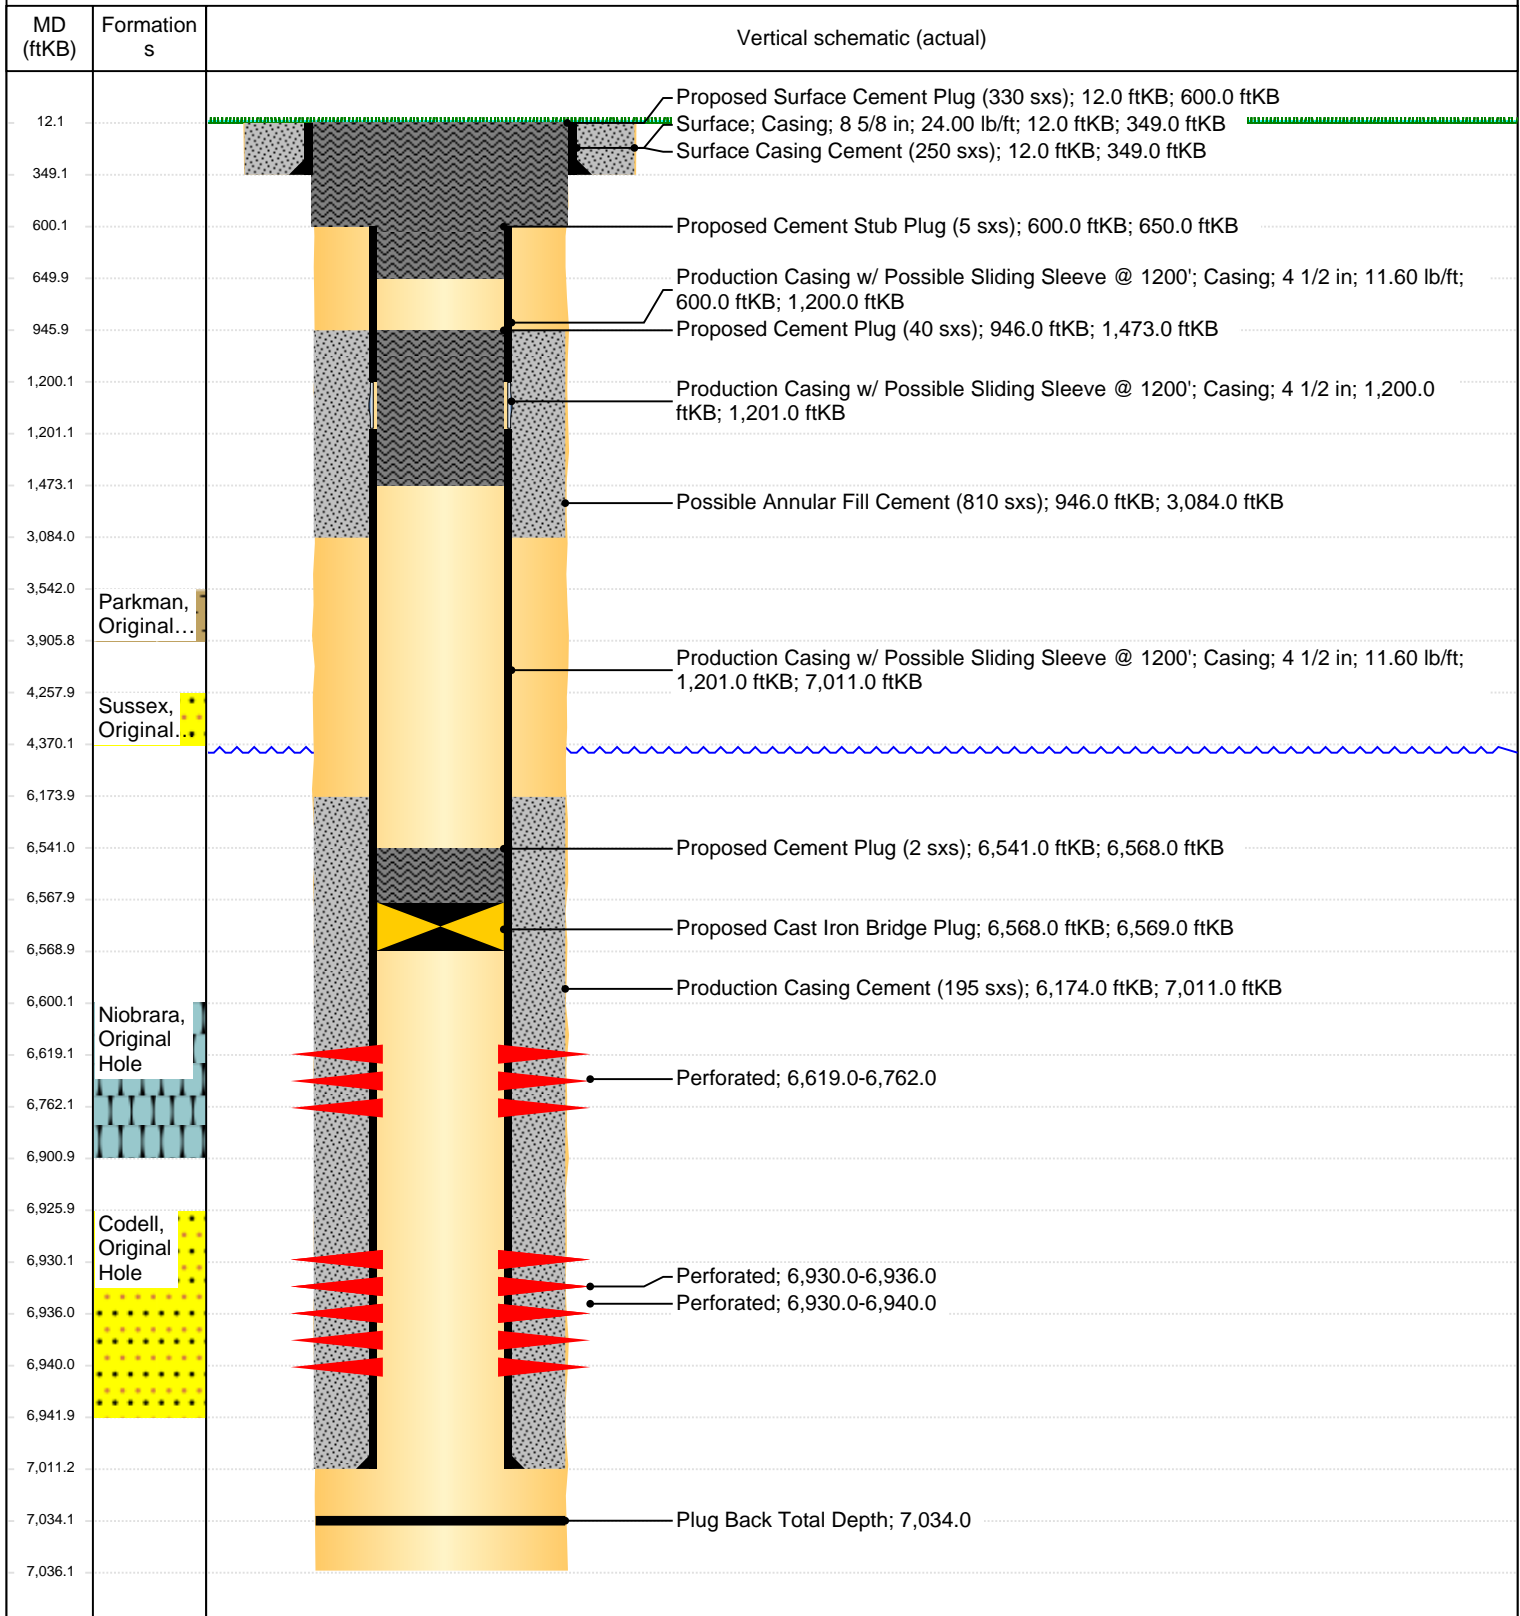 MD
(ftKB)
Formation
s
Vertical schematic (actual)
12.1
349.1
600.1
649.9
945.9
1,200.1
1,201.1
1,473.1
3,084.0
3,542.0
3,905.8
4,257.9
4,370.1
6,173.9
6,541.0
6,567.9
6,568.9
6,600.1
6,619.1
6,762.1
6,900.9
6,925.9
6,930.1
6,936.0
6,940.0
6,941.9
7,011.2
7,034.1
7,036.1
Parkman,
Original...
Sussex,
Original...
Niobrara,
Original
Hole
Codell,
Original
Hole
Proposed Surface Cement Plug (330 sxs); 12.0 ftKB; 600.0 ftKB
Surface; Casing; 8 5/8 in; 24.00 lb/ft; 12.0 ftKB; 349.0 ftKB
Surface Casing Cement (250 sxs); 12.0 ftKB; 349.0 ftKB
Proposed Cement Stub Plug (5 sxs); 600.0 ftKB; 650.0 ftKB
Production Casing w/ Possible Sliding Sleeve @ 1200'; Casing; 4 1/2 in; 11.60 lb/ft;
600.0 ftKB; 1,200.0 ftKB
Proposed Cement Plug (40 sxs); 946.0 ftKB; 1,473.0 ftKB
Production Casing w/ Possible Sliding Sleeve @ 1200'; Casing; 4 1/2 in; 1,200.0
ftKB; 1,201.0 ftKB
Possible Annular Fill Cement (810 sxs); 946.0 ftKB; 3,084.0 ftKB
Production Casing w/ Possible Sliding Sleeve @ 1200'; Casing; 4 1/2 in; 11.60 lb/ft;
1,201.0 ftKB; 7,011.0 ftKB
Proposed Cement Plug (2 sxs); 6,541.0 ftKB; 6,568.0 ftKB
Proposed Cast Iron Bridge Plug; 6,568.0 ftKB; 6,569.0 ftKB
Production Casing Cement (195 sxs); 6,174.0 ftKB; 7,011.0 ftKB
Perforated; 6,619.0-6,762.0
Perforated; 6,930.0-6,936.0
Perforated; 6,930.0-6,940.0
Plug Back Total Depth; 7,034.0